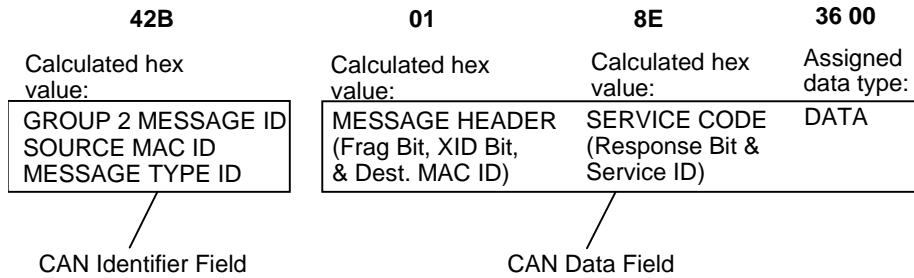 42B 01 8E 36 00
Calculated hex value:
GROUP 2 MESSAGE ID
SOURCE MAC ID
MESSAGE TYPE ID
Calculated hex value:
MESSAGE HEADER
(Frag Bit, XID Bit,
& Dest. MAC ID)
Calculated hex value:
SERVICE CODE
(Response Bit &
Service ID)
Assigned data type:
DATA
CAN Identifier Field
CAN Data Field